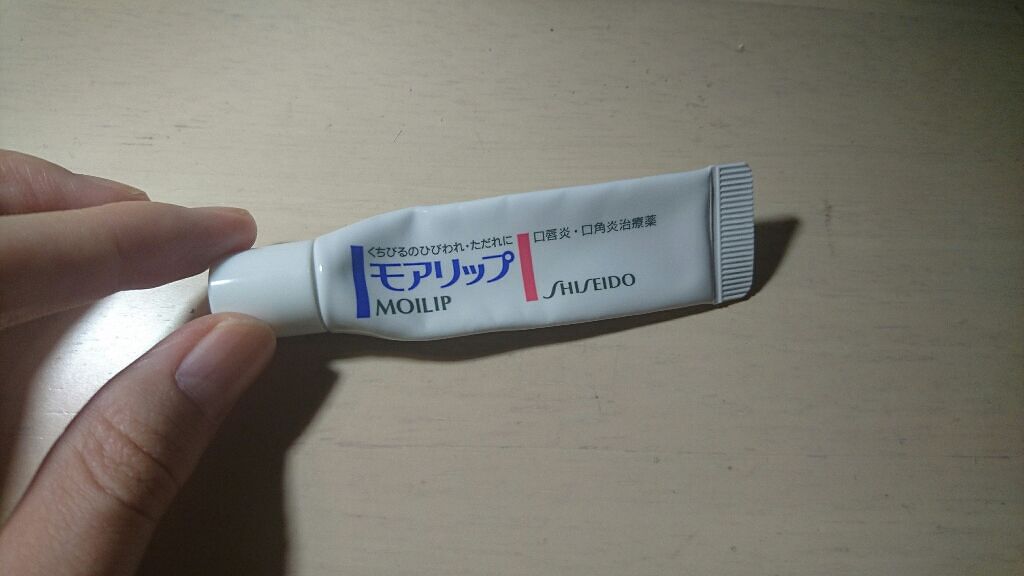 くちびるのひびわれ・ただれに
モアリップ
MOILIP
口唇炎・口角炎治療薬
SHISEIDO